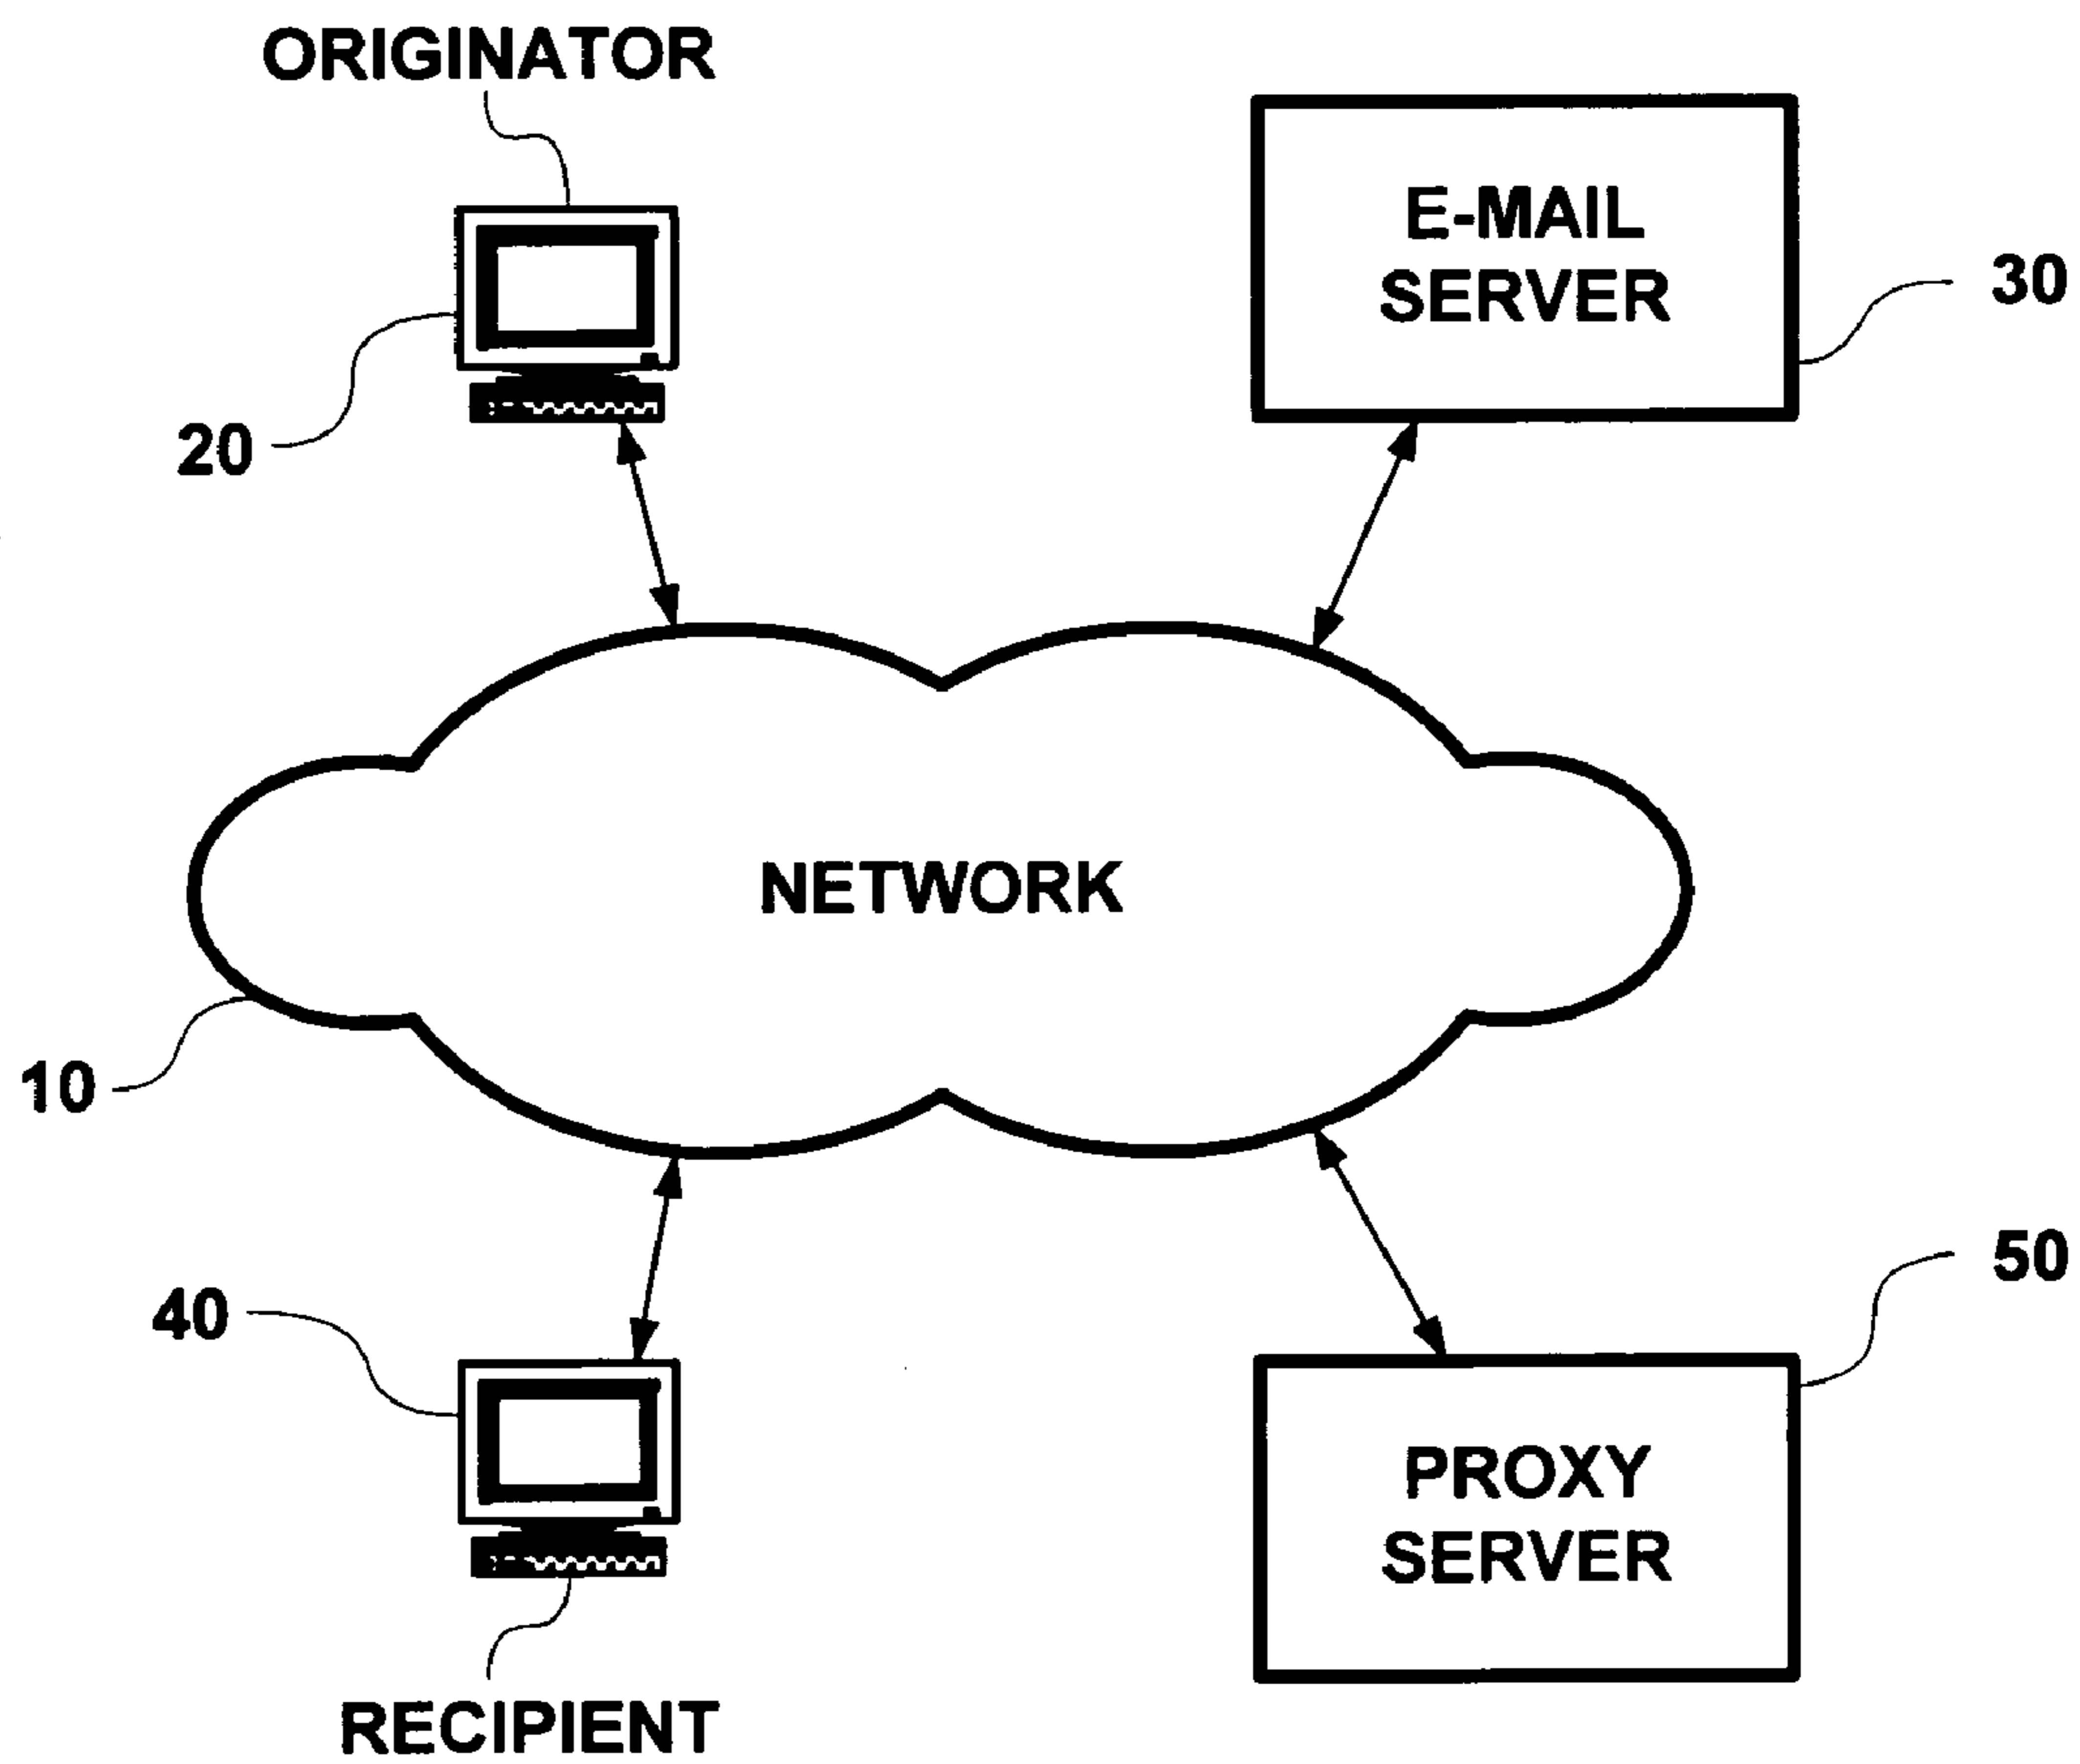 ORIGINATOR
E-MAIL
SERVER
30
20
NETWORK
10
40
50
PROXY
SERVER
RECIPIENT